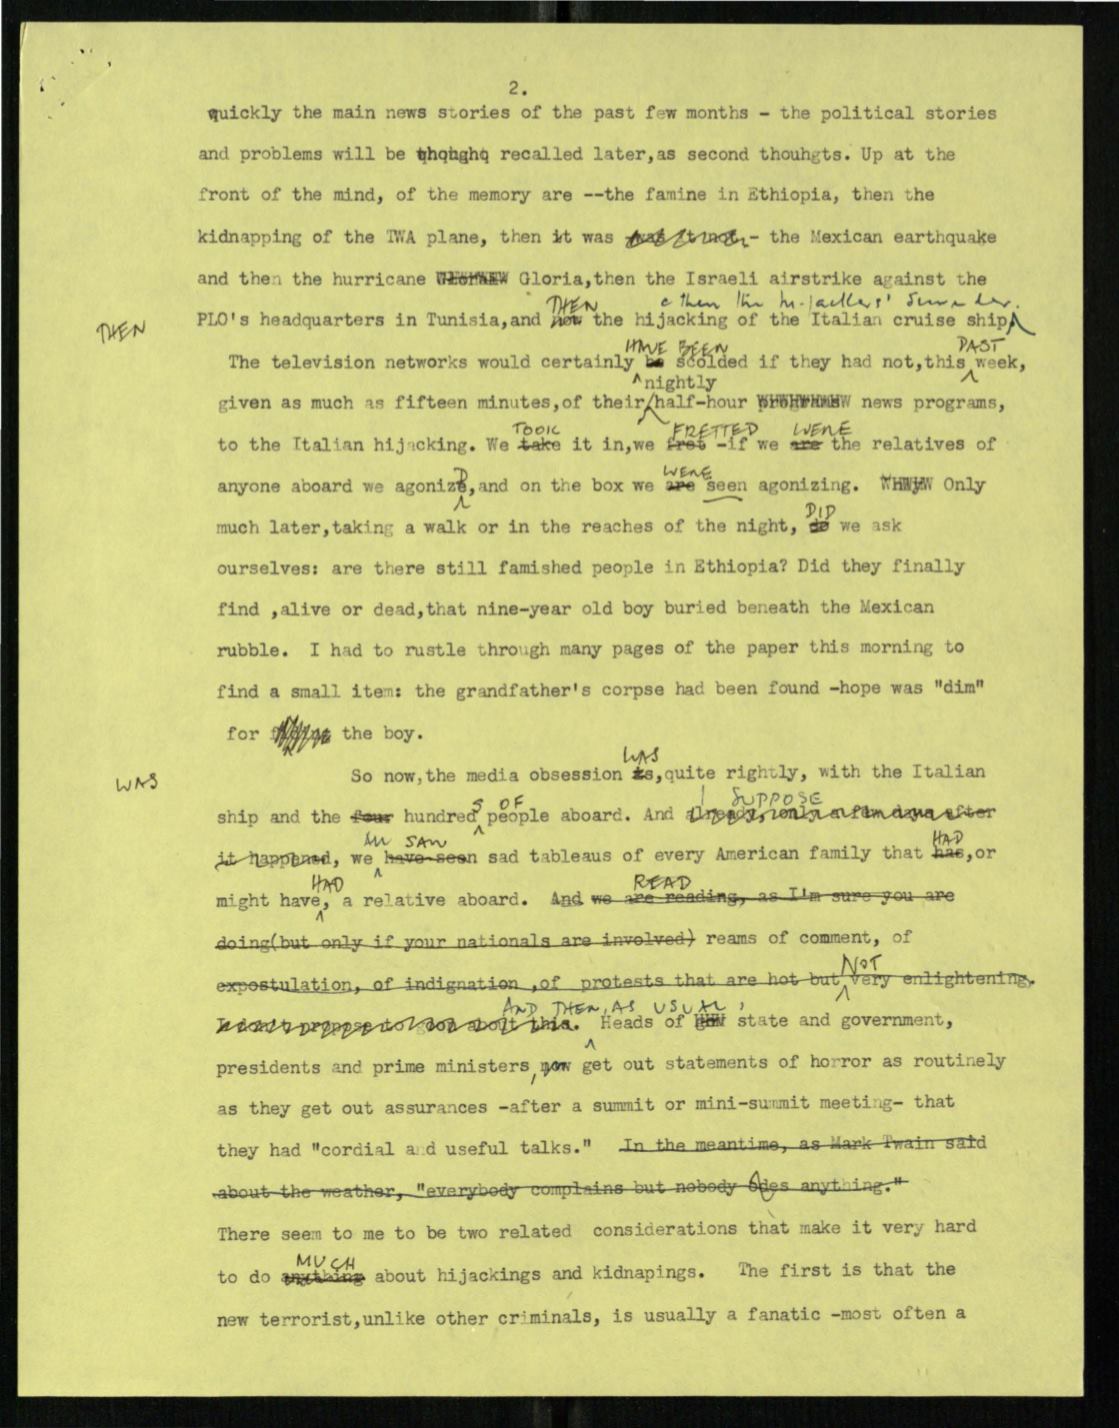 2.
quickly the main news stories of the past few months - the political stories
and problems will be thohghq recalled later,as second thouhgts. Up at the
front of the mind, of the memory are --the famine in Ethiopia, then the
kidnapping of the TWA plane, then it was - the Mexican earthquake
and then the hurricane Gloria,then the Israeli airstrike against the
THEN & then the hi-jackers' surrender.
THEN PLO's headquarters in Tunisia,and now the hijacking of the Italian cruise ship
HAVE BEEN PAST
The television networks would certainly be scolded if they had not,this week,
nightly
given as much as fifteen minutes,of their/half-hour news programs,
TOOK FRETTED WERE
to the Italian hijacking. We take it in,we fret -if we are the relatives of
D WERE
anyone aboard we agonize,and on the box we are seen agonizing. Only
DID
much later,taking a walk or in the reaches of the night, do we ask
ourselves: are there still famished people in Ethiopia? Did they finally
find ,alive or dead,that nine-year old boy buried beneath the Mexican
rubble. I had to rustle through many pages of the paper this morning to
find a small item: the grandfather's corpse had been found -hope was "dim"
for the boy.
WAS
WAS So now,the media obsession is,quite rightly, with the Italian
S OF I SUPPOSE
ship and the four hundred people aboard. And already, only a few days after
SAW HAD
it happened, we have seen sad tableaus of every American family that has,or
HAD READ
might have, a relative aboard. And we are reading, as I'm sure you are
doing(but only if your nationals are involved) reams of comment, of
NOT
expostulation, of indignation ,of protests that are hot but very enlightening.
AND THEN, AS USUAL,
I don't propose to go on about this. Heads of state and government,
presidents and prime ministers, now get out statements of horror as routinely
as they get out assurances -after a summit or mini-summit meeting- that
they had "cordial and useful talks." In the meantime, as Mark Twain said
about the weather, "everybody complains but nobody odes anything."
There seem to me to be two related considerations that make it very hard
MUCH
to do anything about hijackings and kidnapings. The first is that the
new terrorist,unlike other criminals, is usually a fanatic -most often a